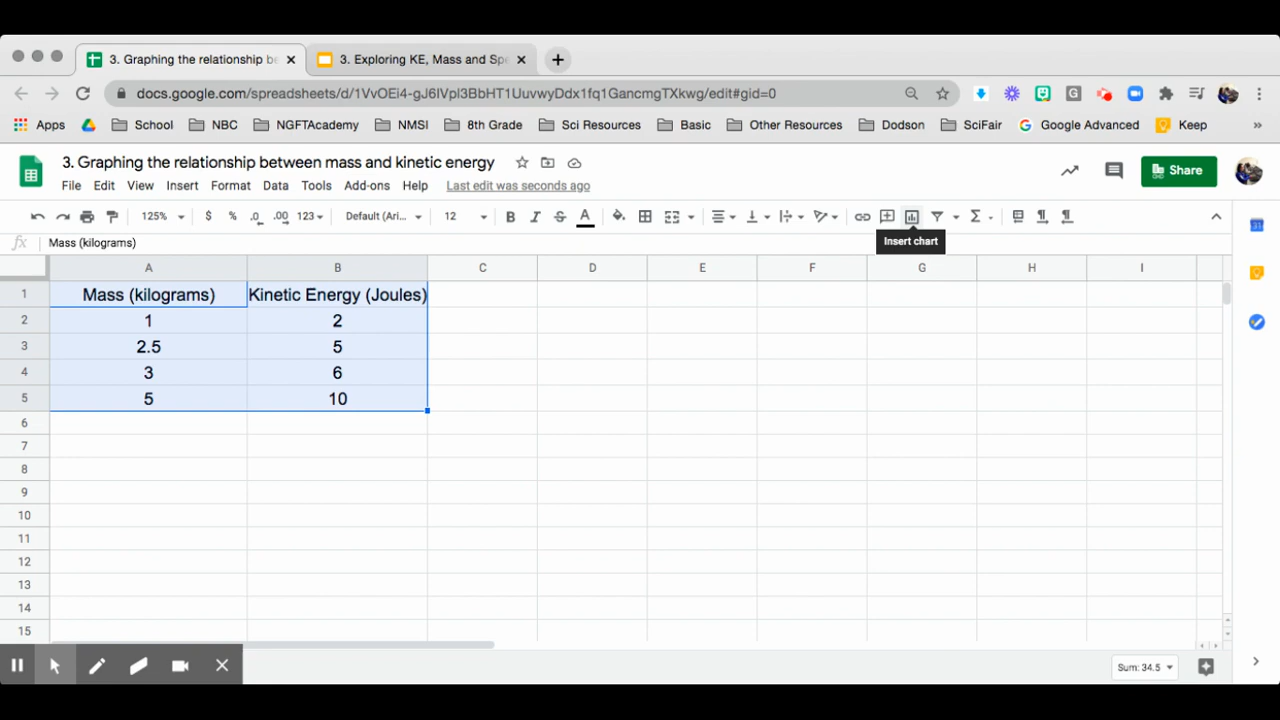 3. Graphing the relationship be
3. Exploring KE, Mass and Spe
docs.google.com/spreadsheets/d/1VvOEi4-gJ6IVpl3BbHT1UuvwyDdx1fq1GancmgTXkwg/edit#gid=0
Apps School NBC NGFTAcademy NMSI 8th Grade Sci Resources Basic Other Resources Dodson SciFair Google Advanced Keep »
3. Graphing the relationship between mass and kinetic energy
Share
File Edit View Insert Format Data Tools Add-ons Help Last edit was seconds ago
125% $ % .0 .00 123 Default (Ari... 12 B I S A Σ
Insert chart
fx Mass (kilograms)
A B C D E F G H I
1 Mass (kilograms) Kinetic Energy (Joules)
2 1 2
3 2.5 5
4 3 6
5 5 10
6
7
8
9
10
11
12
13
14
15
Sum: 34.5